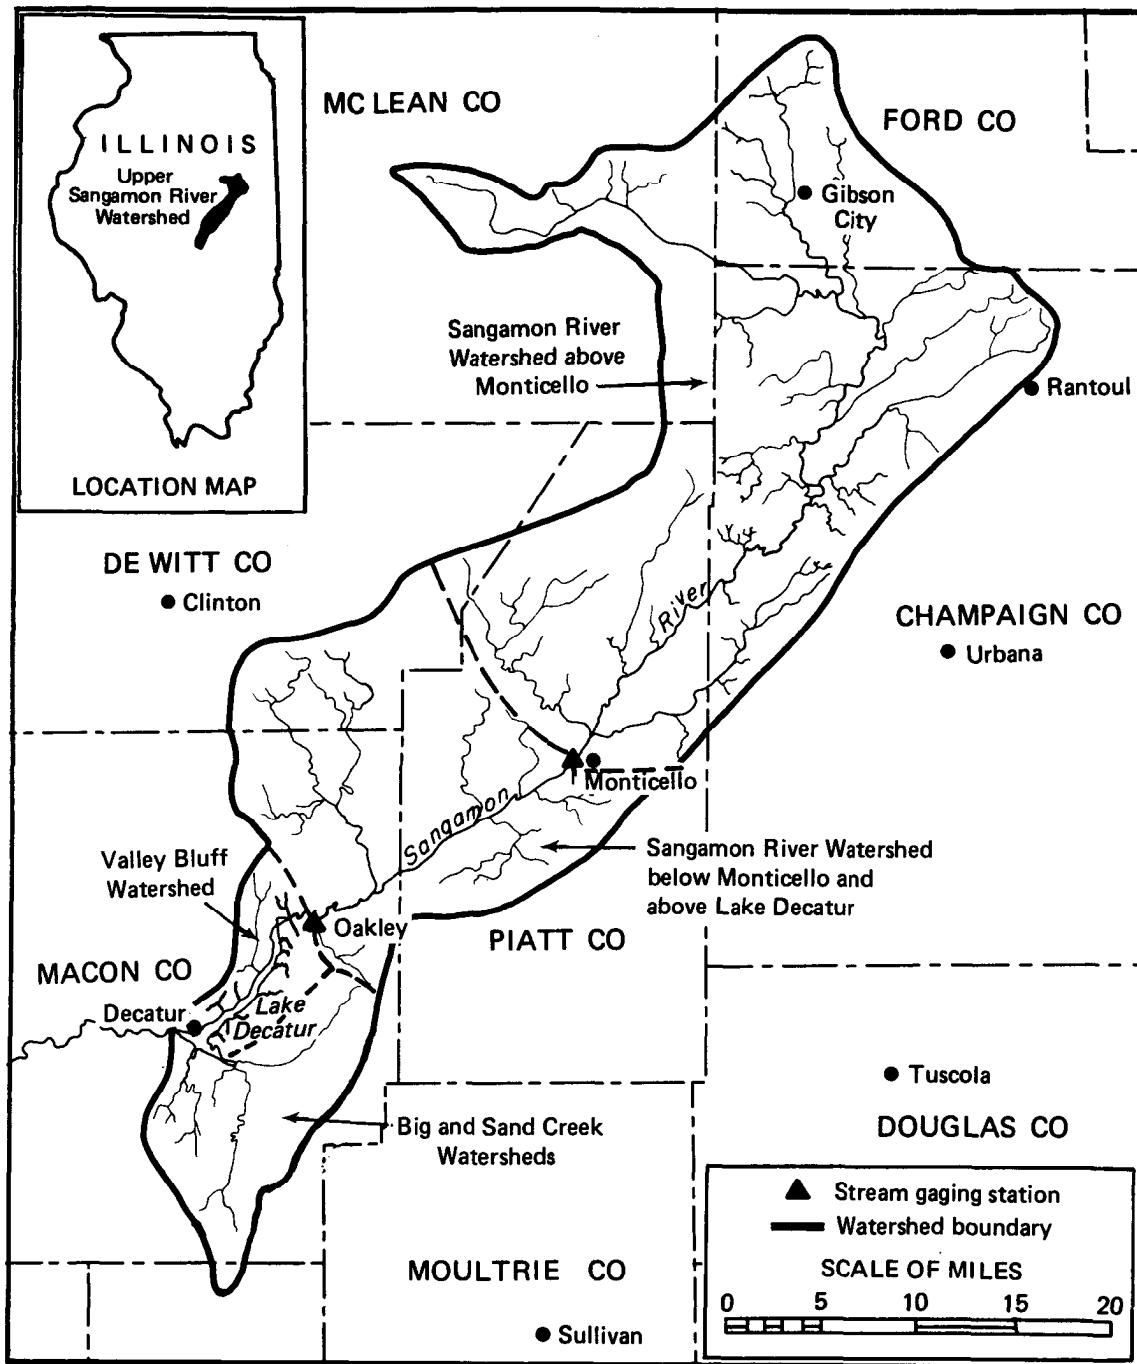 MC LEAN CO
FORD CO
ILLINOIS
Upper
Sangamon River
Watershed
LOCATION MAP
Gibson
City
Sangamon River
Watershed above
Monticello
Rantoul
DE WITT CO
Clinton
River
CHAMPAIGN CO
Urbana
Monticello
Sangamon
Valley Bluff
Watershed
Sangamon River Watershed
below Monticello and
above Lake Decatur
Oakley
PIATT CO
MACON CO
Decatur
Lake
Decatur
Tuscola
Big and Sand Creek
Watersheds
DOUGLAS CO
MOULTRIE CO
Sullivan
Stream gaging station
Watershed boundary
SCALE OF MILES
0 5 10 15 20